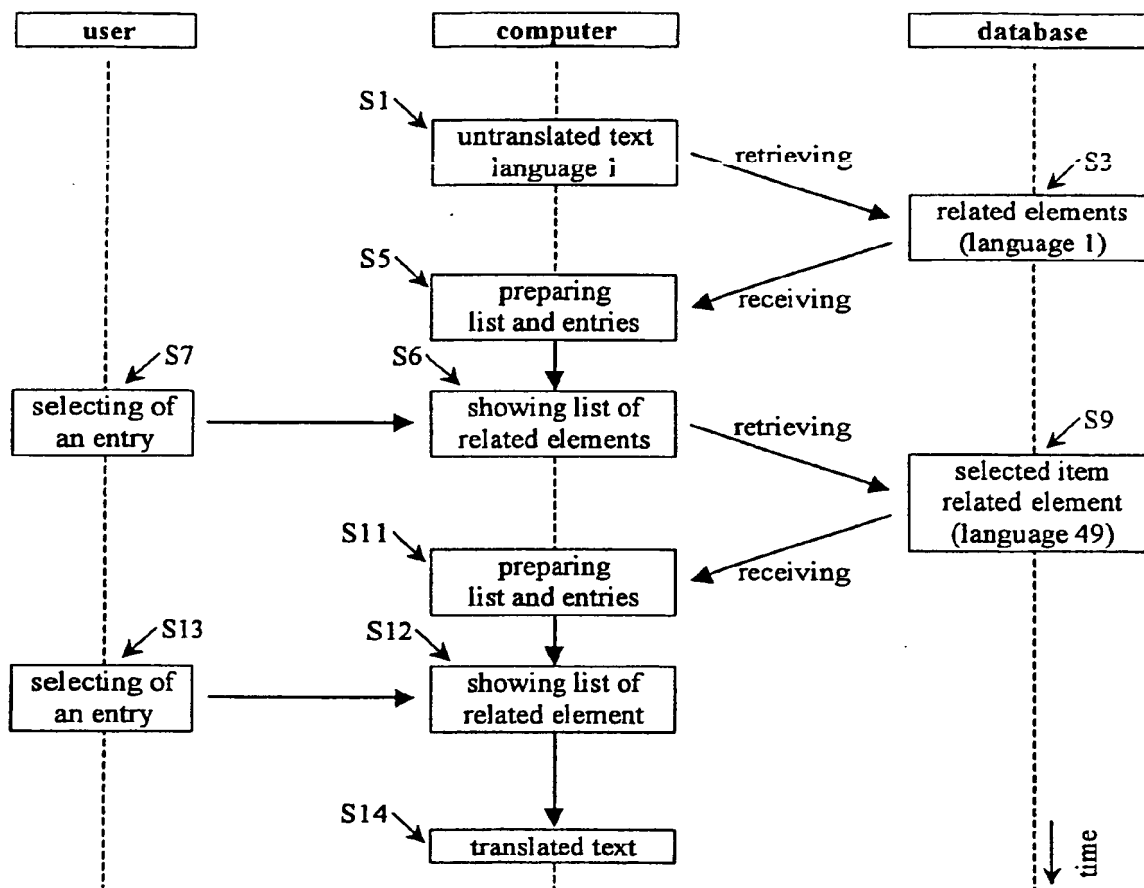 user
computer
database
S1
untranslated text
language 1
retrieving
S3
related elements
(language 1)
S5
preparing
list and entries
receiving
S7
S6
selecting of
an entry
showing list of
related elements
retrieving
S9
selected item
related element
(language 49)
S11
preparing
list and entries
receiving
S13
S12
selecting of
an entry
showing list of
related element
S14
translated text
time